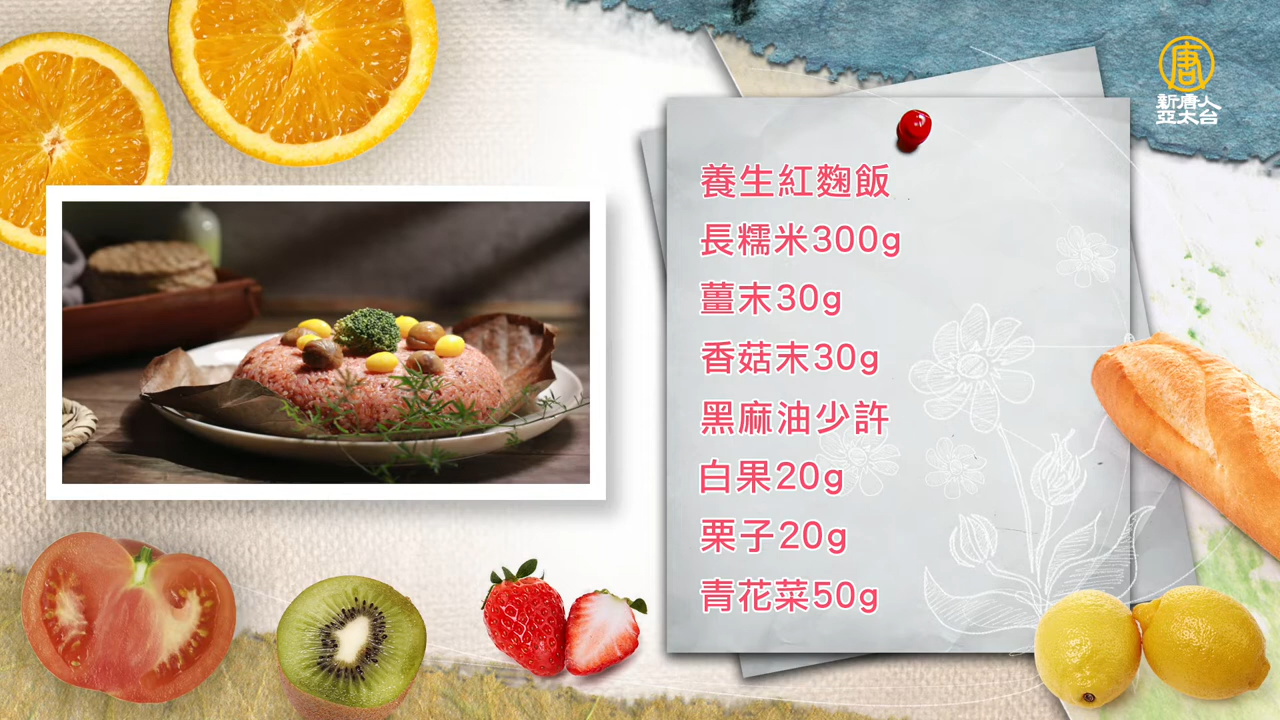 唐
新唐人
亞太台
養生紅麴飯
長糯米300g
薑末30g
香菇末30g
黑麻油少許
白果20g
栗子20g
青花菜50g